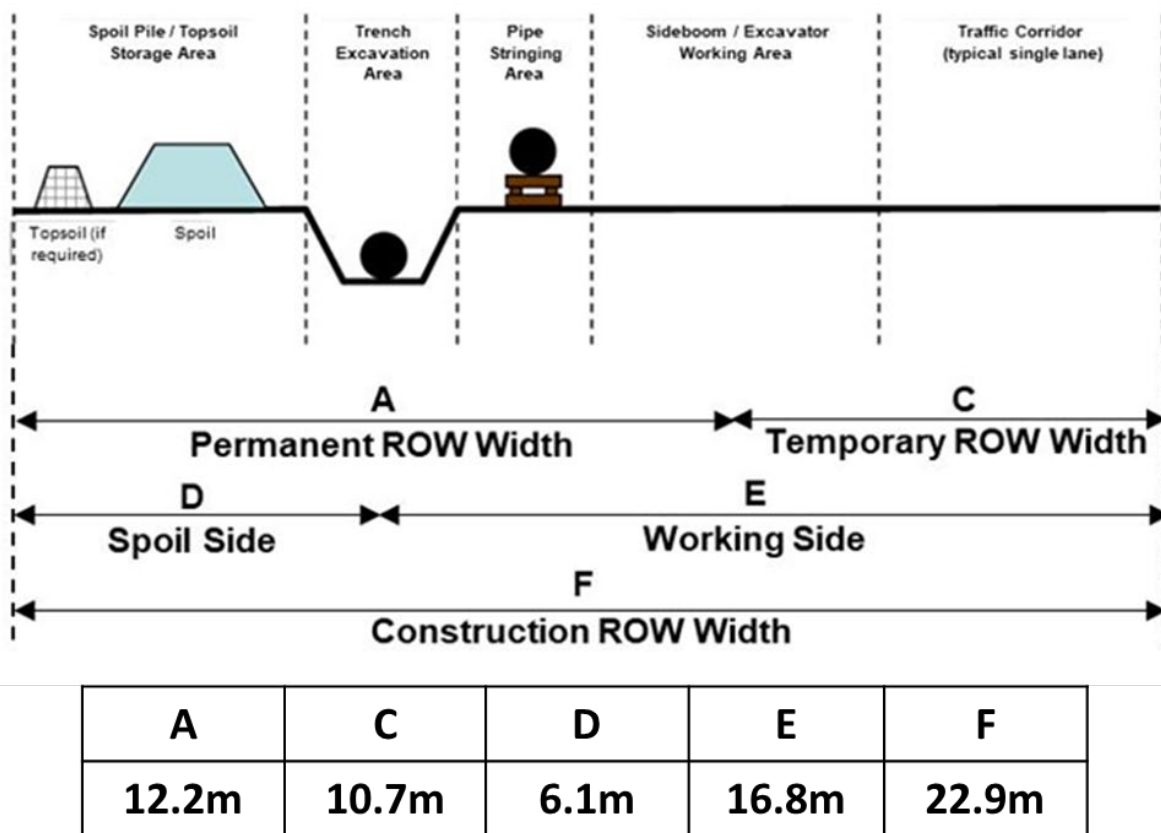 Spoil Pile / Topsoil
Storage Area
Trench
Excavation
Area
Pipe
Stringing
Area
Sideboom / Excavator
Working Area
Traffic Corridor
(typical single lane)
Topsoil (if
required)
Spoil
A
Permanent ROW Width
C
Temporary ROW Width
D
Spoil Side
E
Working Side
F
Construction ROW Width
A C D E F
12.2m 10.7m 6.1m 16.8m 22.9m